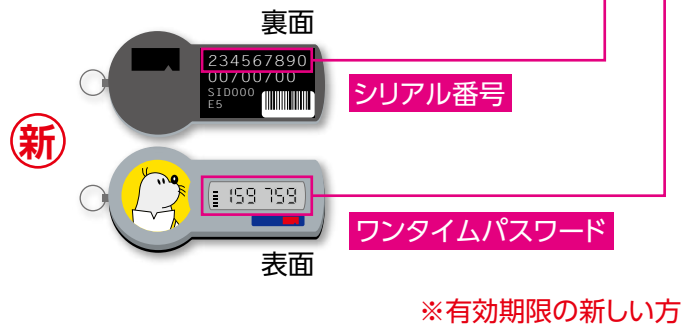 裏面
234567890
00/00/00
SID000
E5
シリアル番号
新
159 759
ワンタイムパスワード
表面
※有効期限の新しい方